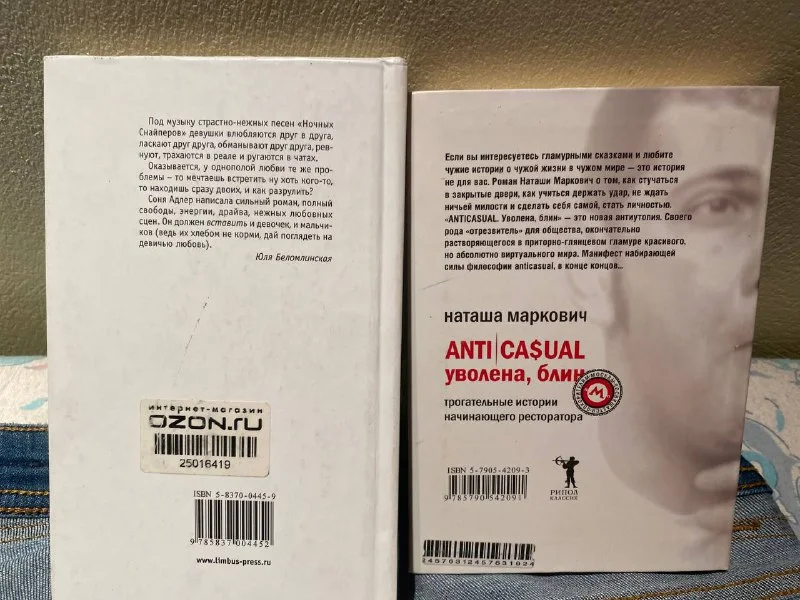 Под музыку страстно-нежных песен «Ночных
Снайперов» девушки влюбляются друг в друга,
ласкают друг друга, обманывают друг друга, рев-
нуют, трахаются в реале и ругаются в чатах.
Оказывается, у однополой любви те же про-
блемы – то мечтаешь встретить ну хоть кого-то,
то находишь сразу двоих, и как разрулить?
Соня Адлер написала сильный роман, полный
свободы, энергии, драйва, нежных любовных
сцен. Он должен вставить и девочек, и мальчи-
ков (ведь их хлебом не корми, дай поглядеть на
девичью любовь).
Юля Беломлинская
интернет-магазин
OZON.ru
25016419
ISBN 5-8370-0445-9
9 785837 004452
www.limbus-press.ru
Если вы интересуетесь гламурными сказками и любите
чужие истории о чужой жизни в чужом мире — это история
не для вас. Роман Наташи Маркович о том, как стучаться
в закрытые двери, как учиться держать удар, не ждать
ничьей милости и сделать себя самой, стать личностью.
«ANTICASUAL. Уволена, блин» — это новая антиутопия. Своего
рода «отрезвитель» для общества, окончательно
растворяющегося в приторно-глянцевом гламуре красивого,
но абсолютно виртуального мира. Манифест набирающей
силы философии anticasual, в конце концов...
наташа маркович
ANTI|CA$UAL
уволена, блин
трогательные истории
начинающего ресторатора
ISBN 5-7905-4209-3
9 785790 542091
РИПОЛ
КЛАССИК
24576312457631624